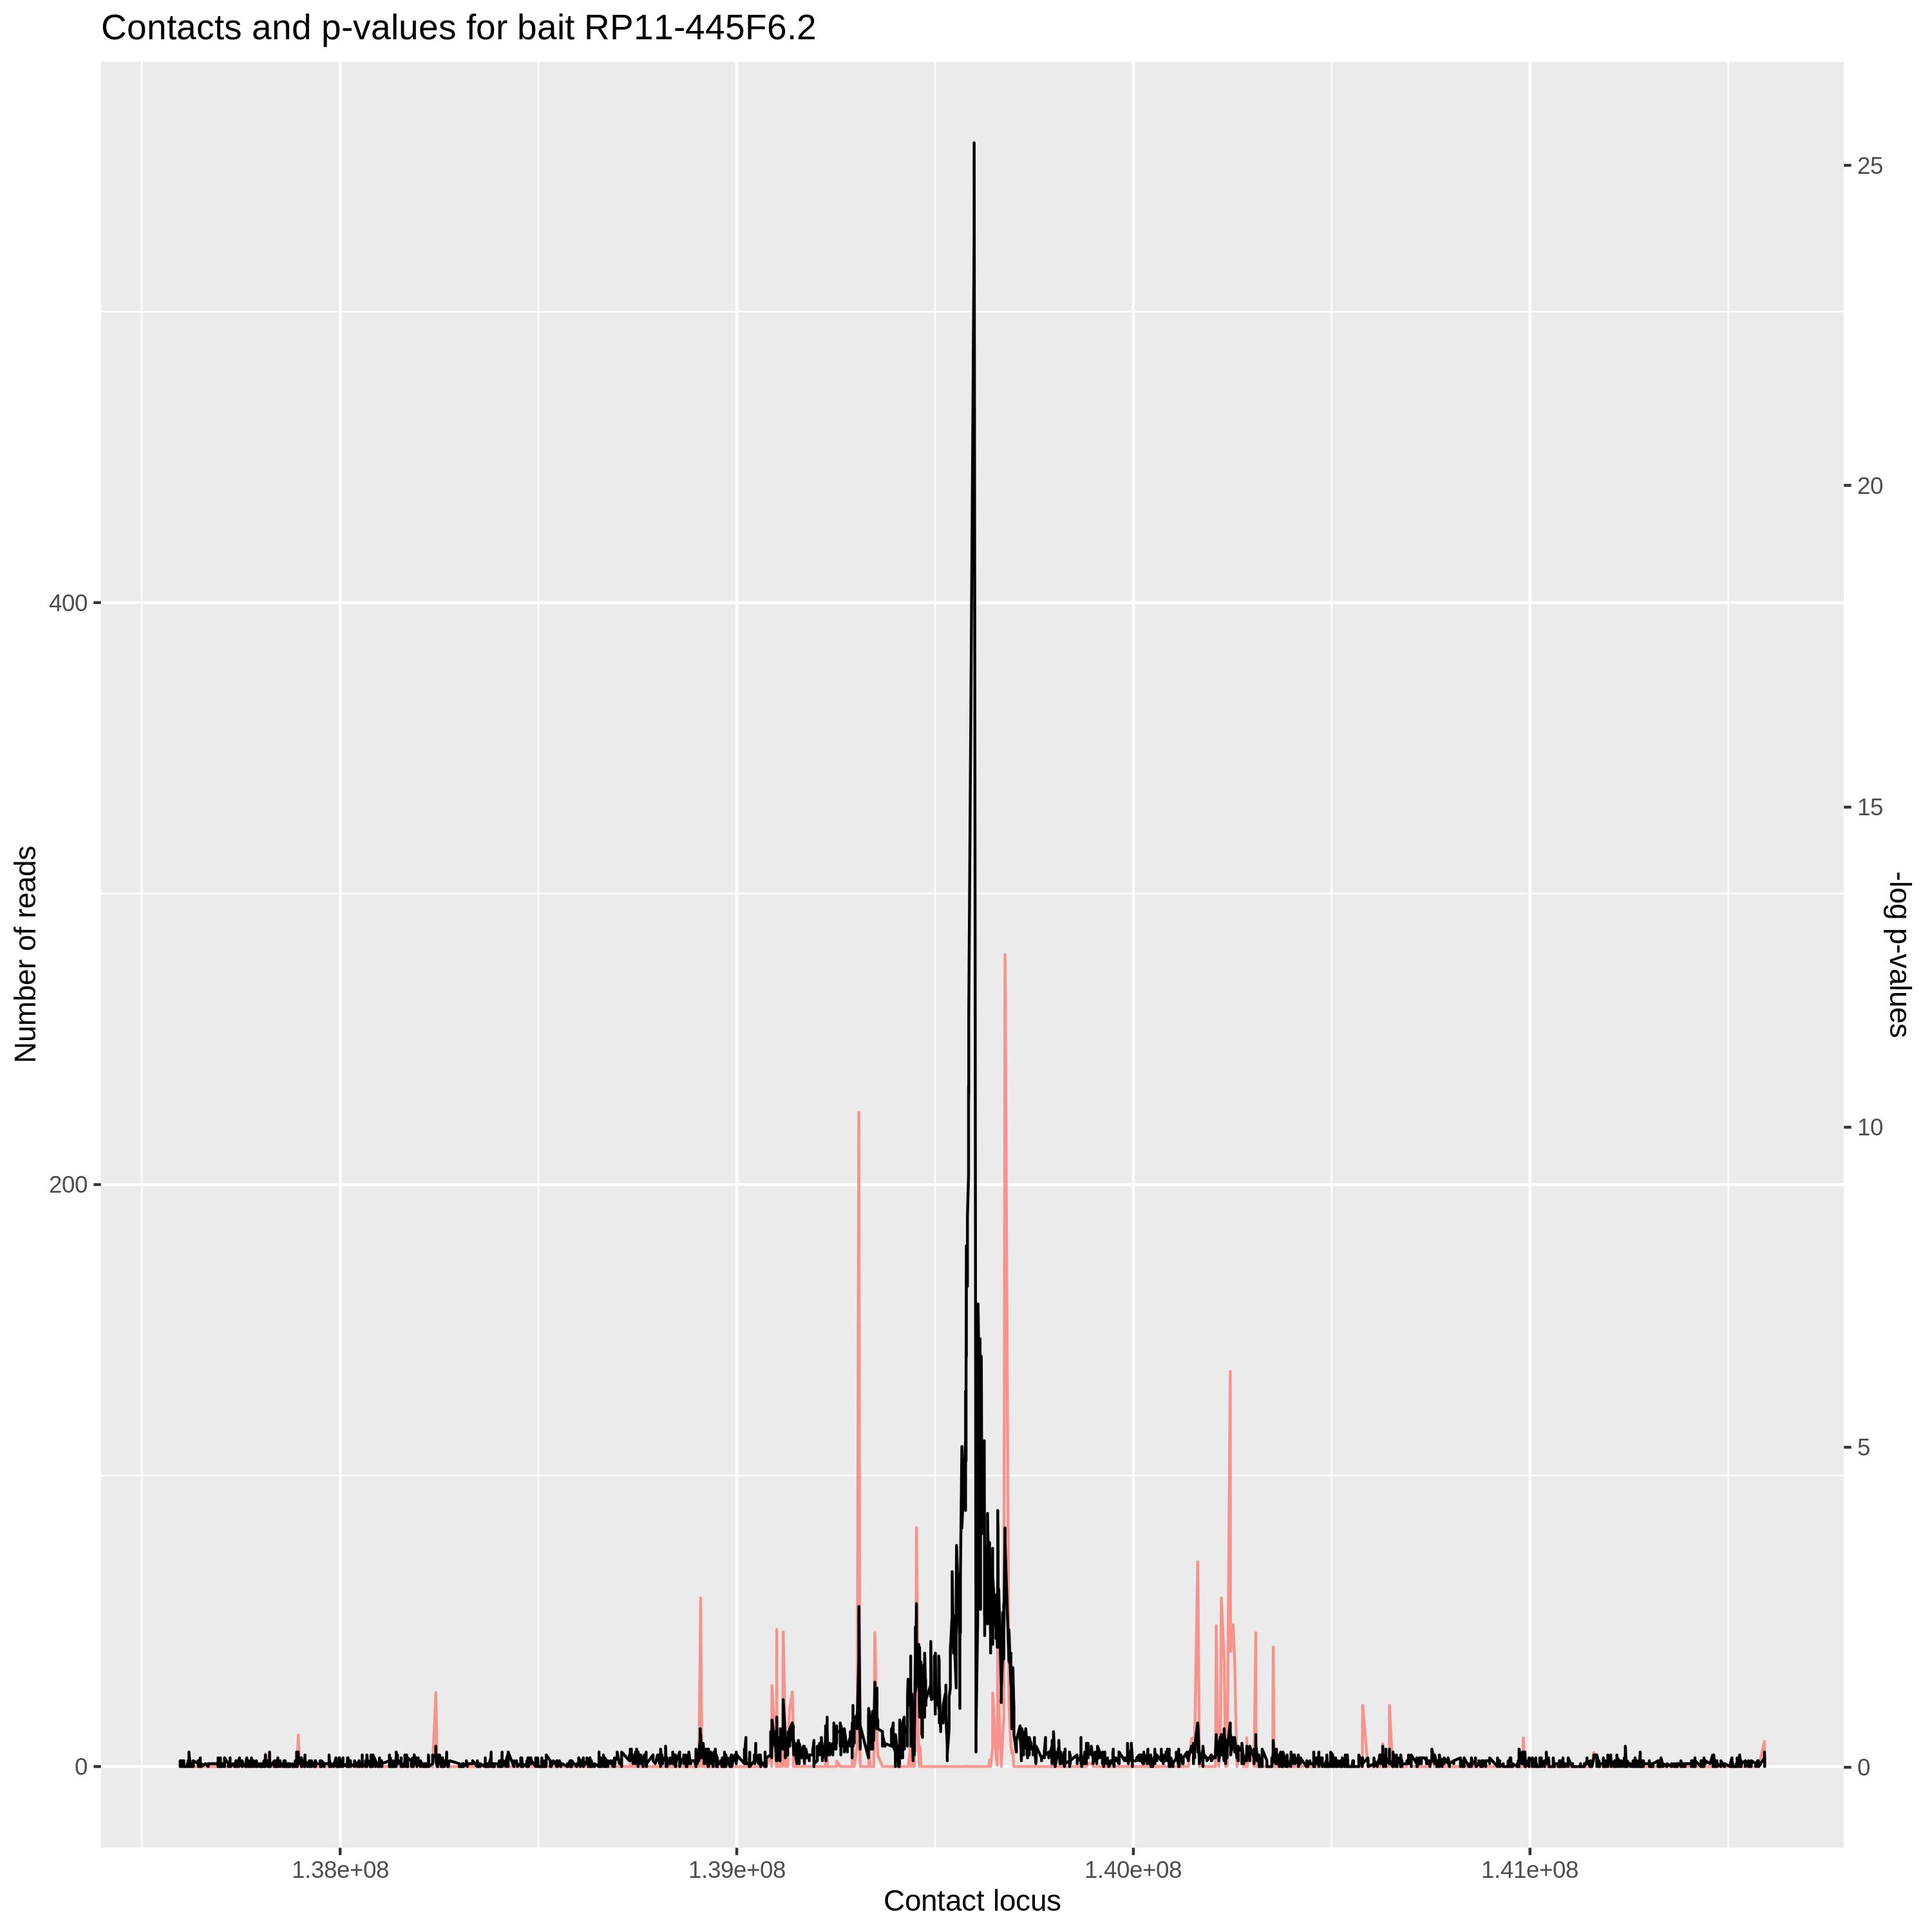 Contacts and p-values for bait RP11-445F6.2
Number of reads
400
200
0
25
20
15
10
5
0
-log p-values
1.38e+08
1.39e+08
1.40e+08
1.41e+08
Contact locus